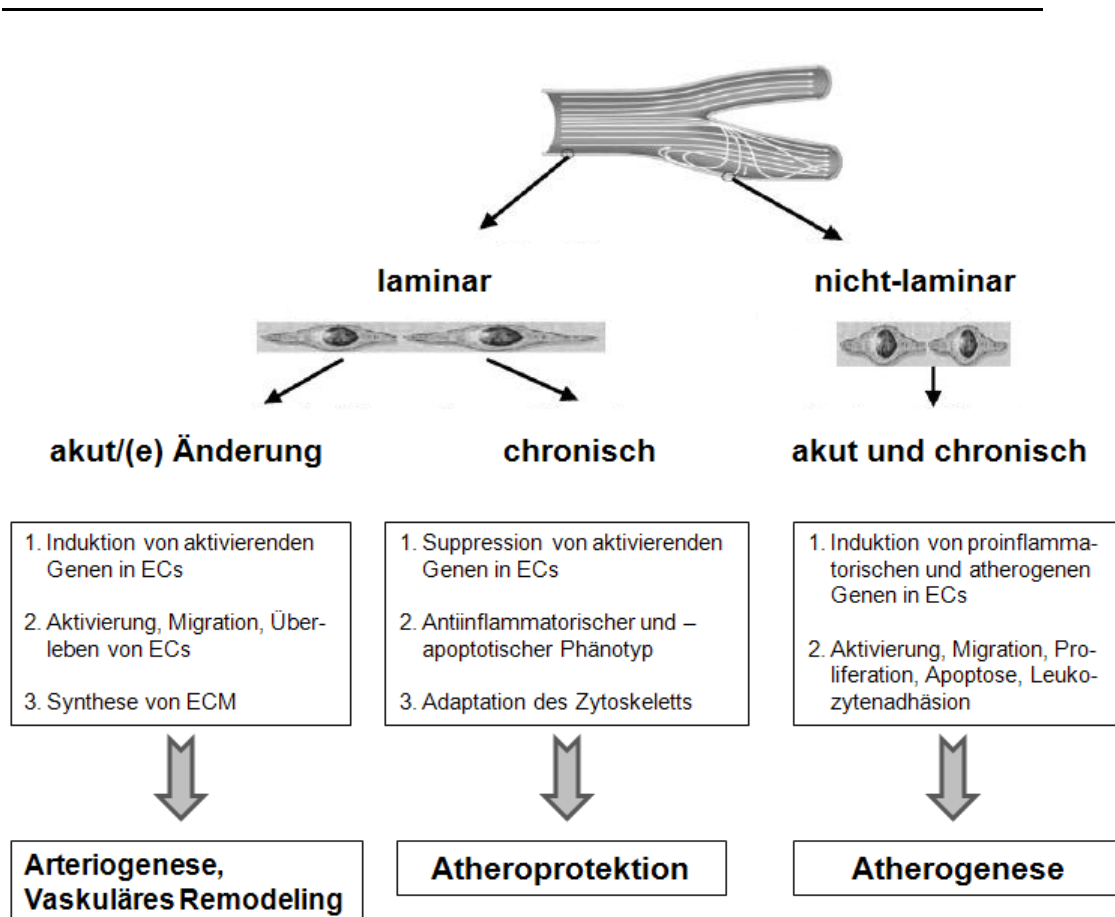 laminar
nicht-laminar
akut/(e) Änderung
chronisch
akut und chronisch
1. Induktion von aktivierenden
Genen in ECs
2. Aktivierung, Migration, Über-
leben von ECs
3. Synthese von ECM
1. Suppression von aktivierenden
Genen in ECs
2. Antiinflammatorischer und –
apoptotischer Phänotyp
3. Adaptation des Zytoskeletts
1. Induktion von proinflamma-
torischen und atherogenen
Genen in ECs
2. Aktivierung, Migration, Pro-
liferation, Apoptose, Leuko-
zytenadhäsion
Arteriogenese,
Vaskuläres Remodeling
Atheroprotektion
Atherogenese